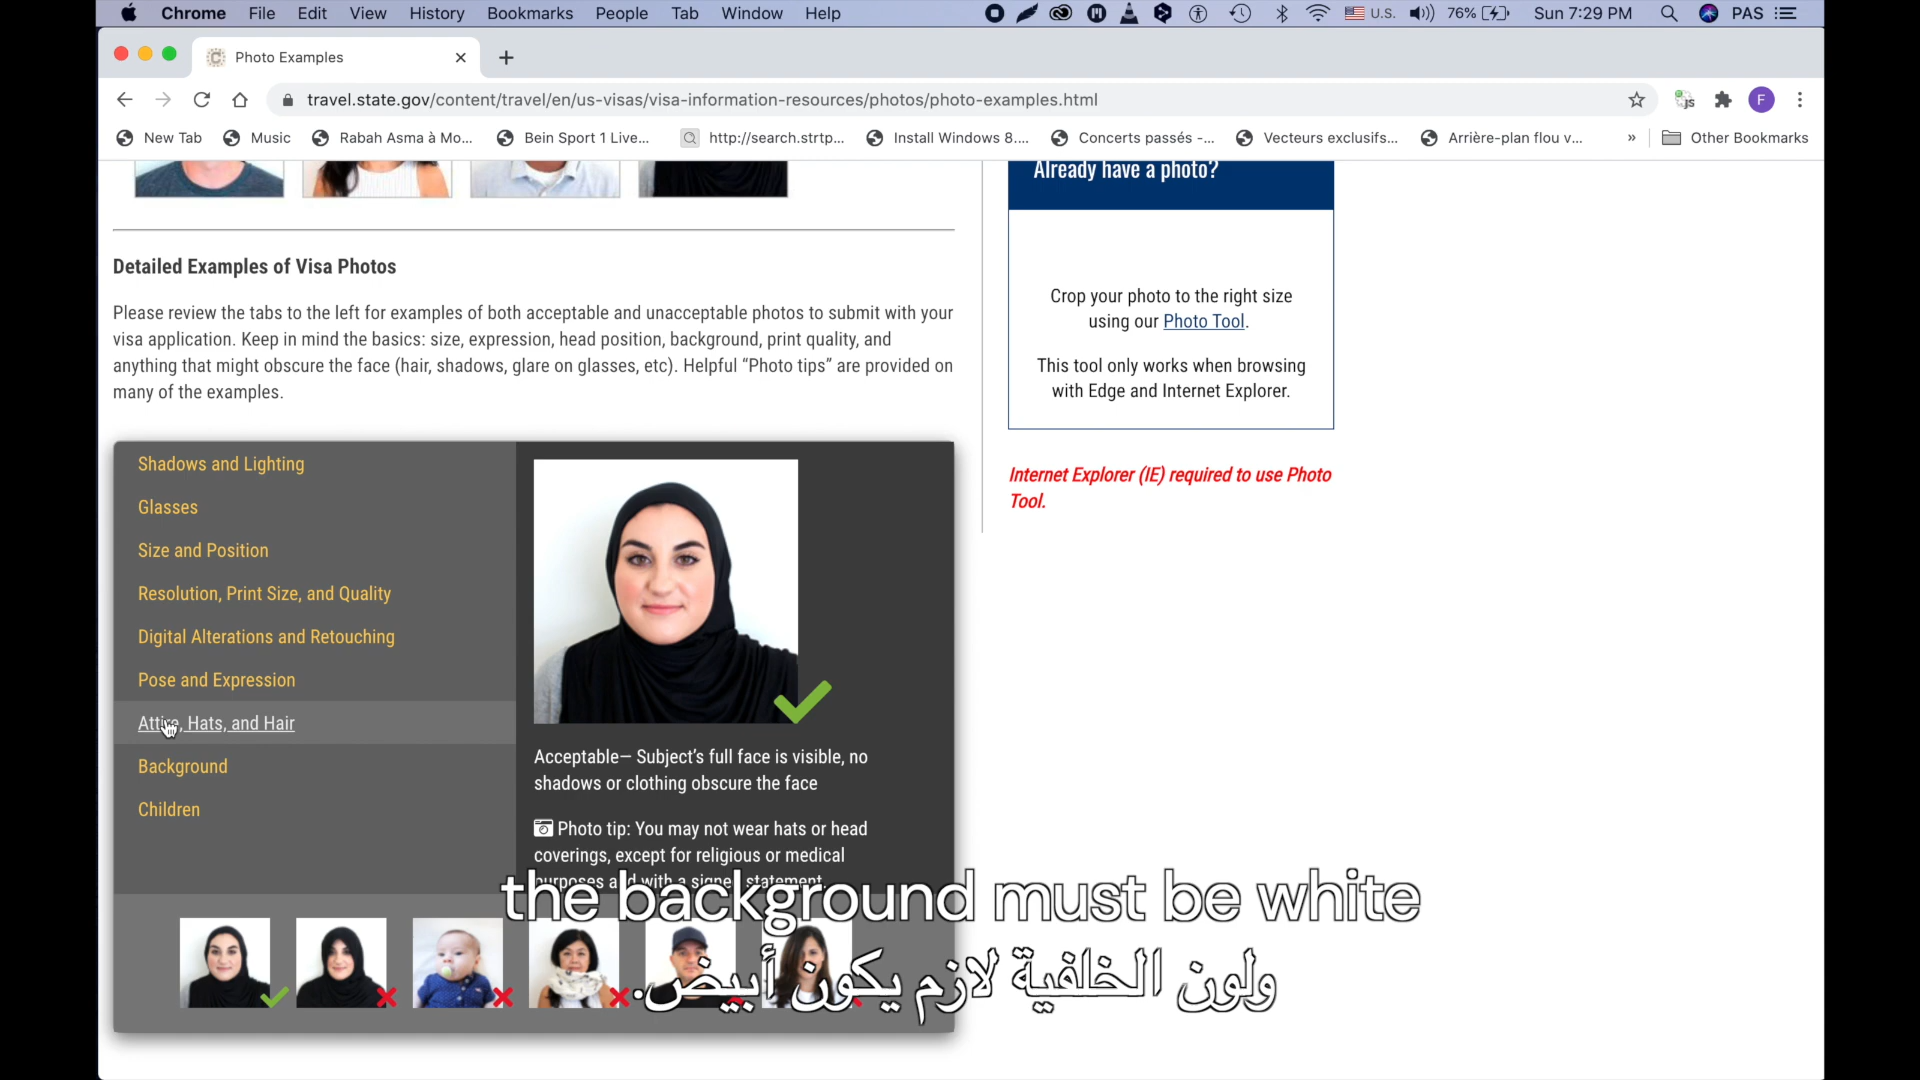 Chrome File Edit View History Bookmarks People Tab Window Help U.S. 76% Sun 7:29 PM PAS
Photo Examples
travel.state.gov/content/travel/en/us-visas/visa-information-resources/photos/photo-examples.html
F
New Tab Music Rabah Asma à Mo... Bein Sport 1 Live... http://search.strtp... Install Windows 8.... Concerts passés -... Vecteurs exclusifs... Arrière-plan flou v... » Other Bookmarks
Already have a photo?
Crop your photo to the right size
using our Photo Tool.
This tool only works when browsing
with Edge and Internet Explorer.
Internet Explorer (IE) required to use Photo
Tool.
Detailed Examples of Visa Photos
Please review the tabs to the left for examples of both acceptable and unacceptable photos to submit with your
visa application. Keep in mind the basics: size, expression, head position, background, print quality, and
anything that might obscure the face (hair, shadows, glare on glasses, etc). Helpful “Photo tips” are provided on
many of the examples.
Shadows and Lighting
Glasses
Size and Position
Resolution, Print Size, and Quality
Digital Alterations and Retouching
Pose and Expression
Attire, Hats, and Hair
Background
Children
Acceptable— Subject’s full face is visible, no
shadows or clothing obscure the face
Photo tip: You may not wear hats or head
coverings, except for religious or medical
purposes and with a signed statement.
the background must be white
ولون الخلفية لازم يكون أبيض.